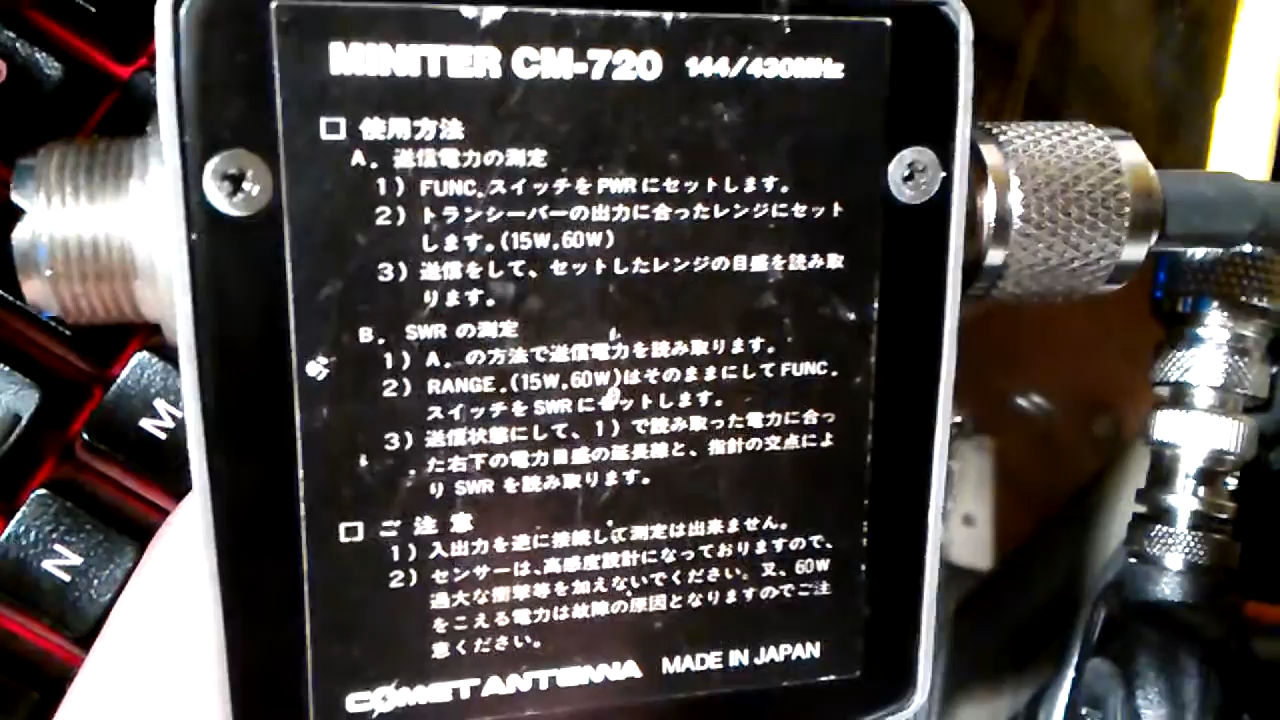 MINITER CM-720 144/430MHz
□ 使用方法
A. 送信電力の測定
1) FUNC.スイッチをPWRにセットします。
2) トランシーバーの出力に合ったレンジにセット
します。(15W,60W)
3) 送信をして、セットしたレンジの目盛を読み取
ります。
B. SWR の測定
1) A. の方法で送信電力を読み取ります。
2) RANGE.(15W,60W)はそのままにしてFUNC.
スイッチをSWRにセットします。
3) 送信状態にして、1)で読み取った電力に合っ
た右下の電力目盛の延長線と、指針の交点によ
り SWR を読み取ります。
□ ご注意
1) 入出力を逆に接続して測定は出来ません。
2) センサーは、高感度設計になっておりますので、
過大な衝撃等を加えないでください。又、60W
をこえる電力は故障の原因となりますのでご注
意ください。
COMET ANTENNA MADE IN JAPAN
M
N